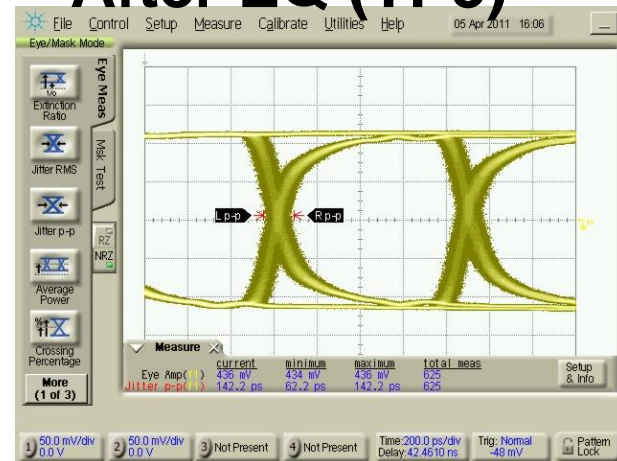 After EQ (TP3)
File Control Setup Measure Calibrate Utilities Help 05 Apr 2011 16:06
Eye/Mask Mode
Extinction
Ratio
Jitter RMS
Jitter p-p
Average
Power
Crossing
Percentage
More
(1 of 3)
Eye Meas
Msk Test
RZ
NRZ
L p-p
R p-p
Measure
current minimum maximum total meas
Eye Amp(f1) 436 mV 434 mV 436 mV 625
Jitter p-p(f1) 142.2 ps 62.2 ps 142.2 ps 625
Setup
& Info
1) 50.0 mV/div
0.0 V
2) 50.0 mV/div
0.0 V
3) Not Present
4) Not Present
Time:200.0 ps/div
Delay:42.4610 ns
Trig: Normal
-48 mV
Pattern
Lock